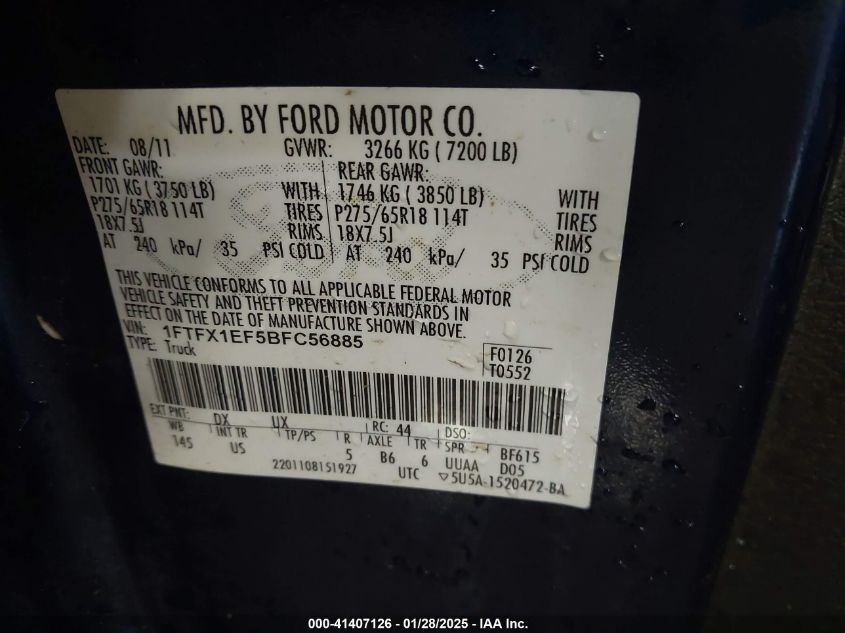 MFD. BY FORD MOTOR CO.
DATE: 08/11 GVWR: 3266 KG ( 7200 LB)
FRONT GAWR: REAR GAWR:
1701 KG ( 3750 LB) WITH 1746 KG ( 3850 LB) WITH
P275/65R18 114T TIRES P275/65R18 114T TIRES
18X7.5J RIMS 18X7.5J RIMS
AT 240 kPa/ 35 PSI COLD AT 240 kPa/ 35 PSI COLD
THIS VEHICLE CONFORMS TO ALL APPLICABLE FEDERAL MOTOR
VEHICLE SAFETY AND THEFT PREVENTION STANDARDS IN
EFFECT ON THE DATE OF MANUFACTURE SHOWN ABOVE.
VIN: 1FTFX1EF5BFC56885
TYPE: Truck
F0126
T0552
EXT PNT: DX UX RC: 44 DSO:
WB INT TR TP/PS R AXLE TR SPR BF615
145 US 5 B6 6 UUAA D05
2201108151927 UTC ▽5U5A-1520472-BA
000-41407126 - 01/28/2025 - IAA Inc.